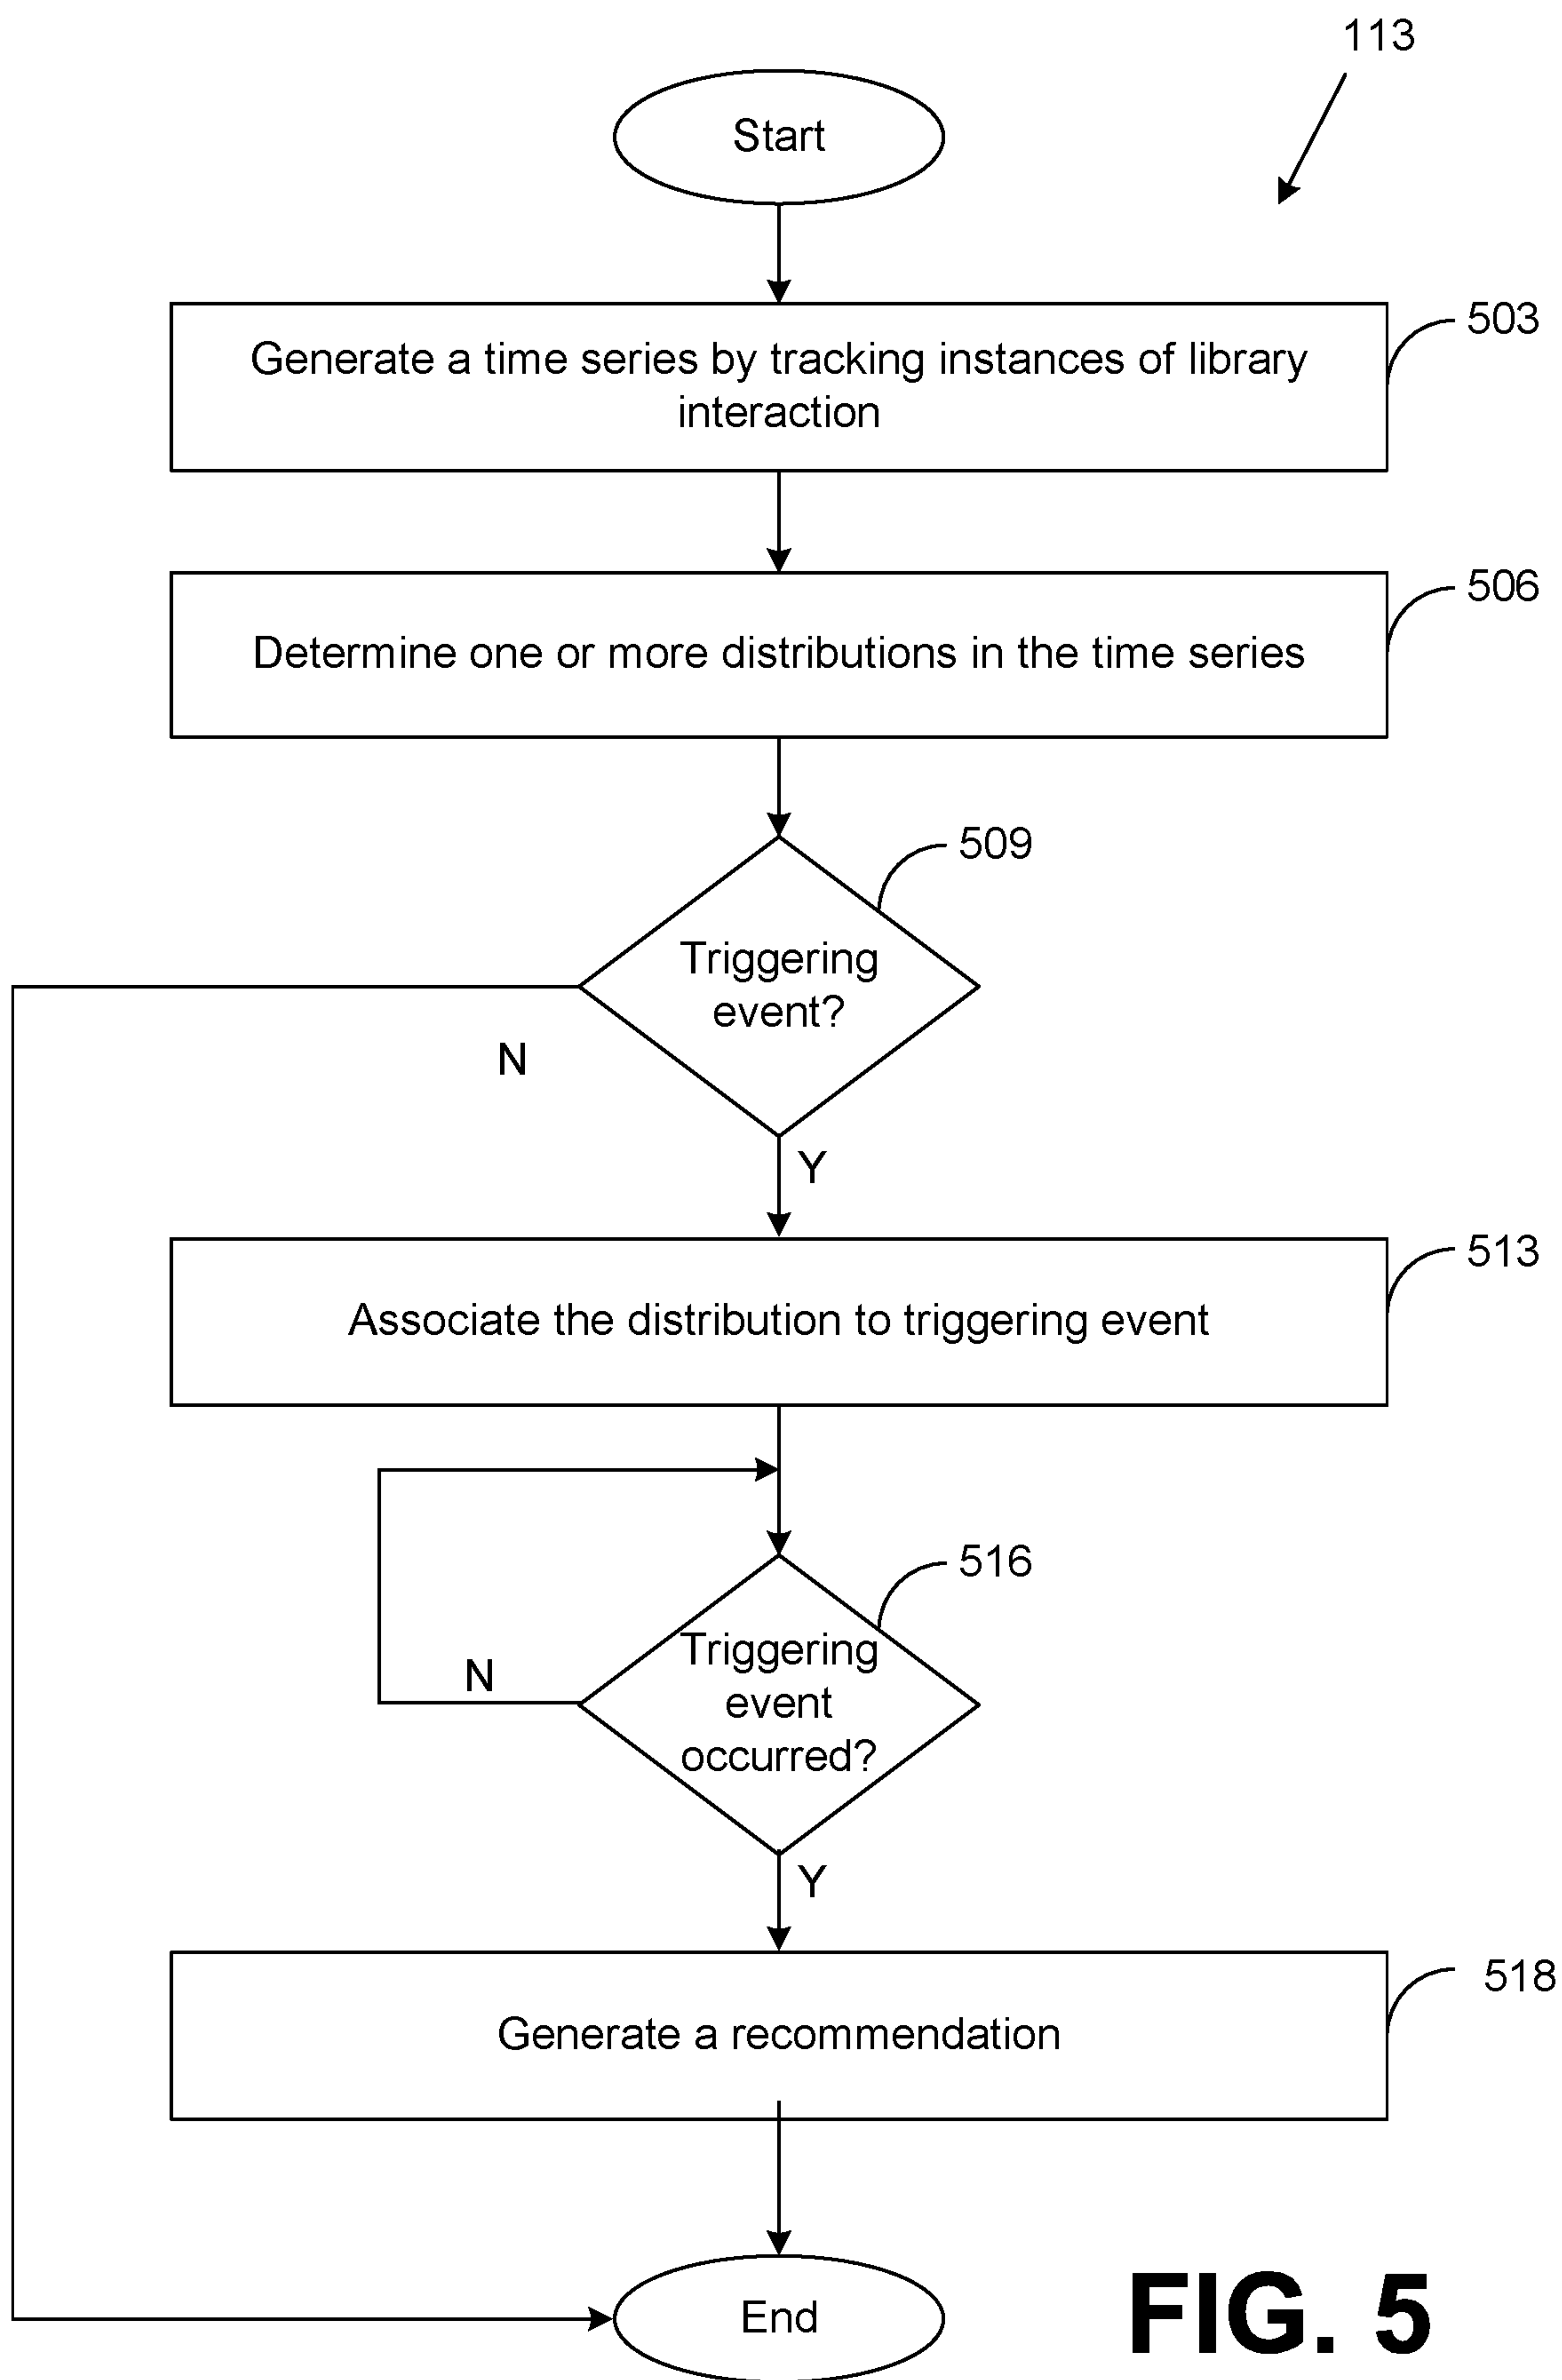 113
Start
503
Generate a time series by tracking instances of library
interaction
506
Determine one or more distributions in the time series
509
Triggering
event?
N
Y
513
Associate the distribution to triggering event
516
Triggering
event
occurred?
N
Y
518
Generate a recommendation
End
FIG. 5